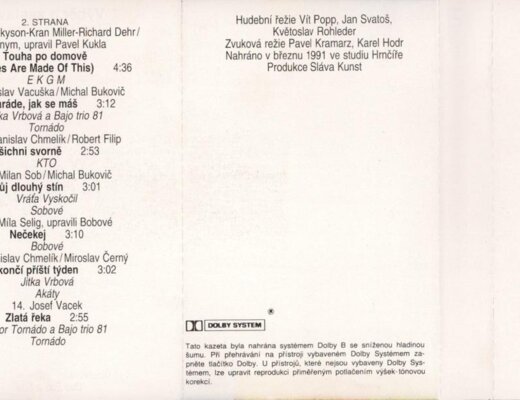 2. STRANA
kyson-Kran Miller-Richard Dehr/
nym, upravil Pavel Kukla
Touha po domově
es Are Made Of This) 4:36
E K G M
slav Vacuška/Michal Bukovič
aráde, jak se máš 3:12
ka Vrbová a Bajo trio 81
Tornádo
anislav Chmelík/Robert Filip
šichni svorně 2:53
KTO
Milan Sob/Michal Bukovič
ůj dlouhý stín 3:01
Vráťa Vyskočil
Sobové
Míla Selig, upravili Bobové
Nečekej 3:10
Bobové
nislav Chmelík/Miroslav Černý
končí příští týden 3:02
Jitka Vrbová
Akáty
14. Josef Vacek
Zlatá řeka 2:55
or Tornádo a Bajo trio 81
Tornádo
Hudební režie Vít Popp, Jan Svatoš,
Květoslav Rohleder
Zvuková režie Pavel Kramarz, Karel Hodr
Nahráno v březnu 1991 ve studiu Hrnčíře
Produkce Sláva Kunst
®
DOLBY SYSTEM
Tato kazeta byla nahrána systémem Dolby B se sníženou hladinou
šumu. Při přehrávání na přístroji vybaveném Dolby Systémem za-
pněte tlačítko Dolby. U přístrojů, které nejsou vybaveny Dolby Sys-
témem, lze upravit reprodukci přiměřeným potlačením výšek tónovou
korekcí.